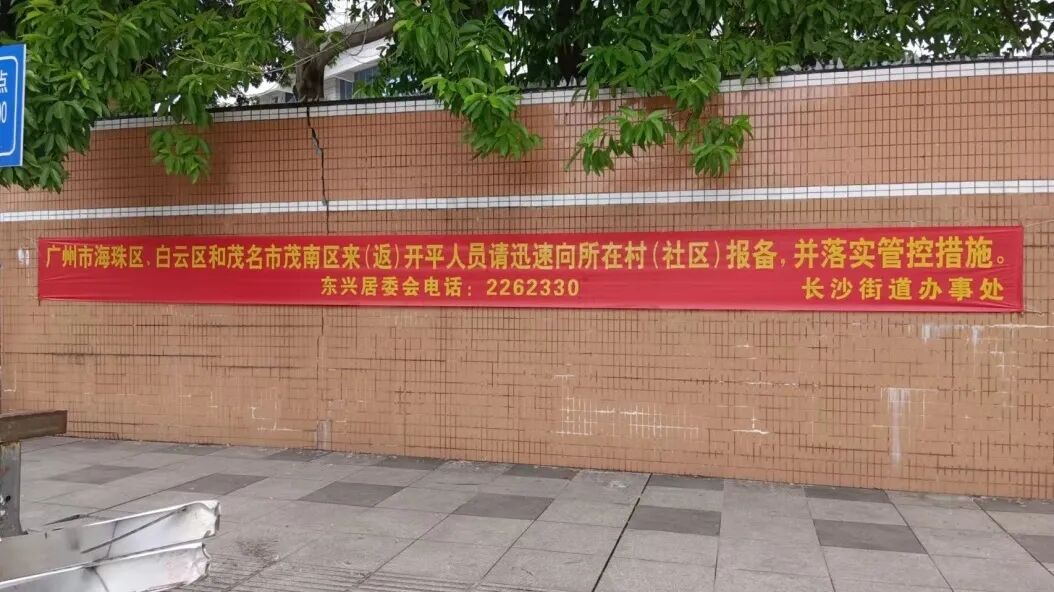 点
00
广州市海珠区、白云区和茂名市茂南区来(返)开平人员请迅速向所在村(社区)报备,并落实管控措施。
东兴居委会电话：2262330
长沙街道办事处